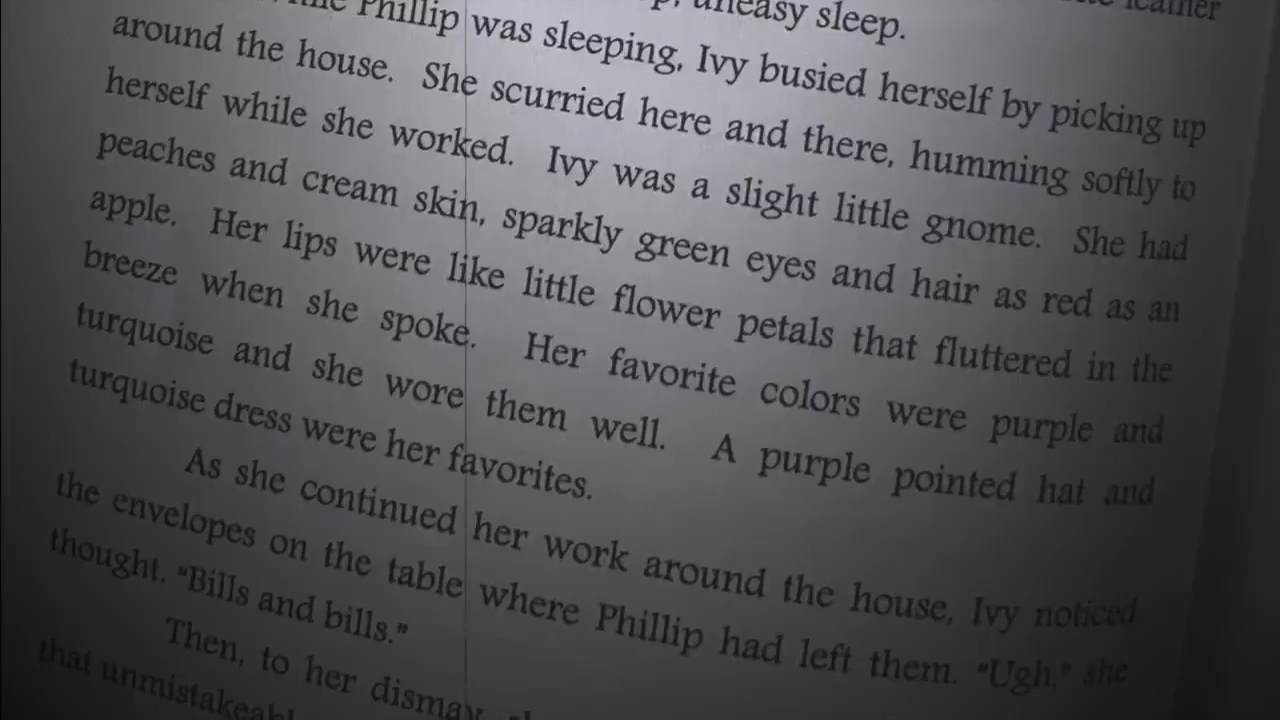 leather
uneasy sleep.
Phillip was sleeping, Ivy busied herself by picking up
around the house. She scurried here and there, humming softly to
herself while she worked. Ivy was a slight little gnome. She had
peaches and cream skin, sparkly green eyes and hair as red as an
apple. Her lips were like little flower petals that fluttered in the
breeze when she spoke. Her favorite colors were purple and
turquoise and she wore them well. A purple pointed hat and
turquoise dress were her favorites.
As she continued her work around the house, Ivy noticed
the envelopes on the table where Phillip had left them. "Ugh." she
thought. "Bills and bills."
Then, to her dismay,
that